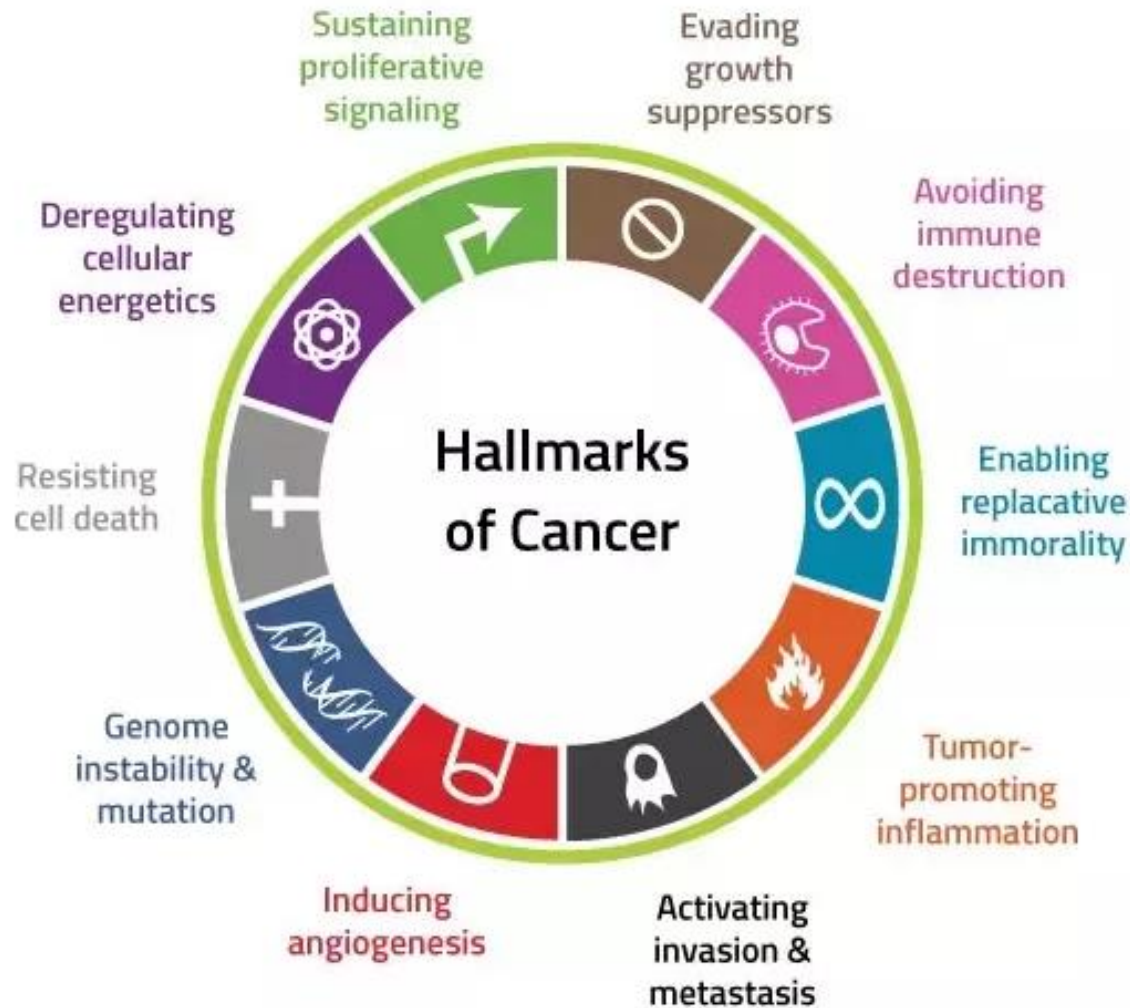 Sustaining
proliferative
signaling
Evading
growth
suppressors
Avoiding
immune
destruction
Enabling
replacative
immorality
Tumor-
promoting
inflammation
Activating
invasion &
metastasis
Inducing
angiogenesis
Genome
instability &
mutation
Resisting
cell death
Deregulating
cellular
energetics
Hallmarks
of Cancer